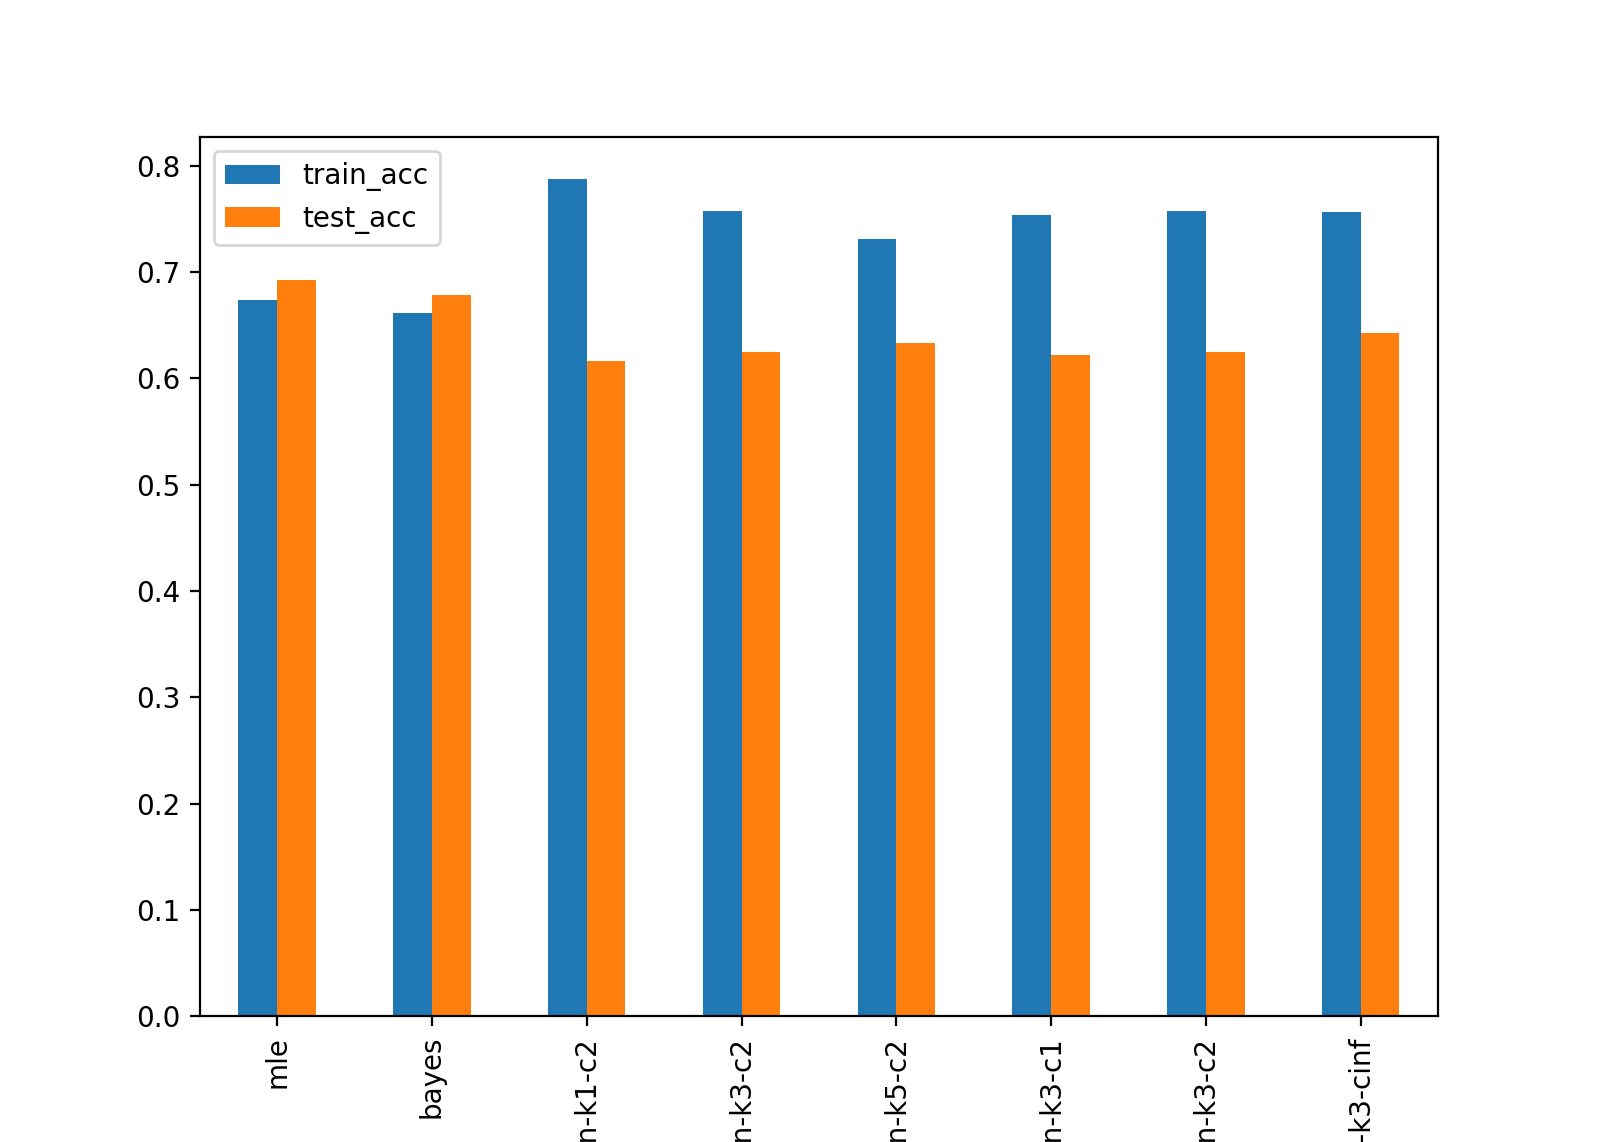 train_acc
test_acc
0.8
0.7
0.6
0.5
0.4
0.3
0.2
0.1
0.0
mle
bayes
n-k1-c2
n-k3-c2
n-k5-c2
n-k3-c1
n-k3-c2
-k3-cinf